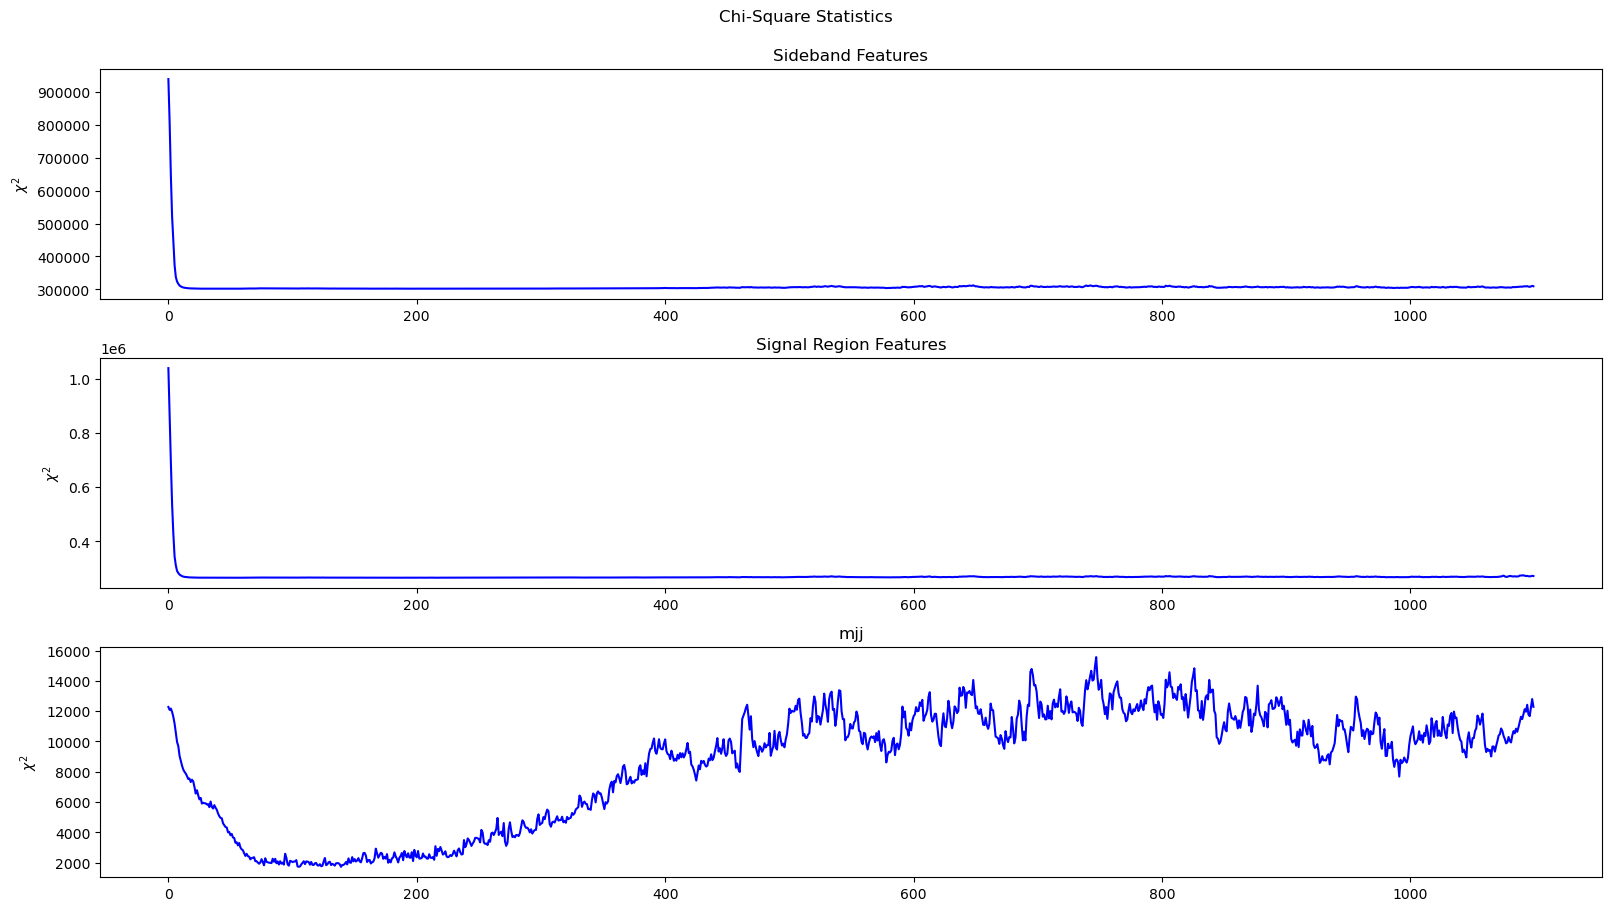 Chi-Square Statistics
Sideband Features
χ²
900000
800000
700000
600000
500000
400000
300000
0 200 400 600 800 1000
Signal Region Features
1e6
χ²
1.0
0.8
0.6
0.4
0 200 400 600 800 1000
mjj
χ²
16000
14000
12000
10000
8000
6000
4000
2000
0 200 400 600 800 1000